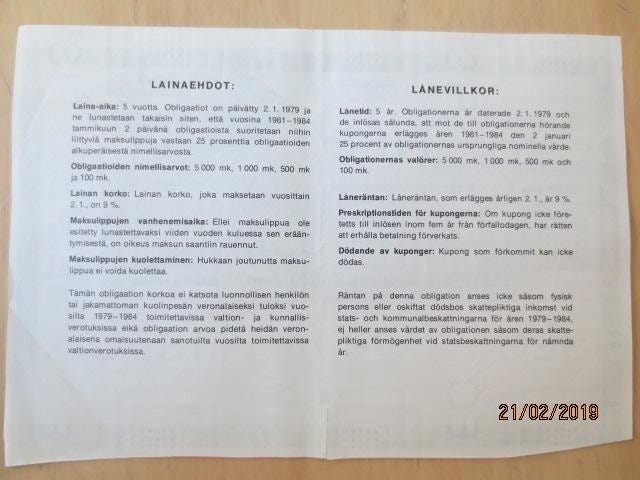 LAINAEHDOT:
Laina-aika: 5 vuotta. Obligaatiot on päivätty 2. 1. 1979 ja
ne lunastetaan takaisin siten, että vuosina 1981–1984
tammikuun 2 päivänä obligaatioista suoritetaan niihin
liittyviä maksulippuja vastaan 25 prosenttia obligaatioiden
alkuperäisestä nimellisarvosta.
Obligaatioiden nimellisarvot: 5 000 mk, 1 000 mk, 500 mk
ja 100 mk.
Lainan korko: Lainan korko, joka maksetaan vuosittain
2. 1., on 9 %.
Maksulippujen vanhenemisaika: Ellei maksulippua ole
esitetty lunastettavaksi viiden vuoden kuluessa sen erään-
tymisestä, on oikeus maksun saantiin rauennut.
Maksulippujen kuolettaminen: Hukkaan joutunutta maksu-
lippua ei voida kuolettaa.
Tämän obligaation korkoa ei katsota luonnollisen henkilön
tai jakamattoman kuolinpesän veronalaiseksi tuloksi vuo-
silta 1979–1984 toimitettavissa valtion- ja kunnallis-
verotuksissa eikä obligaation arvoa pidetä heidän veron-
alaisena omaisuutenaan sanotuilta vuosilta toimitettavissa
valtionverotuksissa.
LÅNEVILLKOR:
Lånetid: 5 år. Obligationerna är daterade 2. 1. 1979 och
de inlösas sålunda, att mot de till obligationerna hörande
kupongerna erlägges åren 1981–1984 den 2 januari
25 procent av obligationernas ursprungliga nominella värde.
Obligationernas valörer: 5 000 mk, 1 000 mk, 500 mk och
100 mk.
Låneräntan: Låneräntan, som erlägges årligen 2. 1., är 9 %.
Preskriptionstiden för kupongerna: Om kupong icke före-
tetts till inlösen inom fem år från förfallodagen, har rätten
att erhålla betalning förverkats.
Dödande av kuponger: Kupong som förkommit kan icke
dödas.
Räntan på denna obligation anses icke såsom fysisk
persons eller oskiftat dödsbos skattepliktiga inkomst vid
stats- och kommunalbeskattningarna för åren 1979–1984,
ej heller anses värdet av obligationen såsom deras skatte-
pliktiga förmögenhet vid statsbeskattningarna för nämnda
år.
21/02/2019